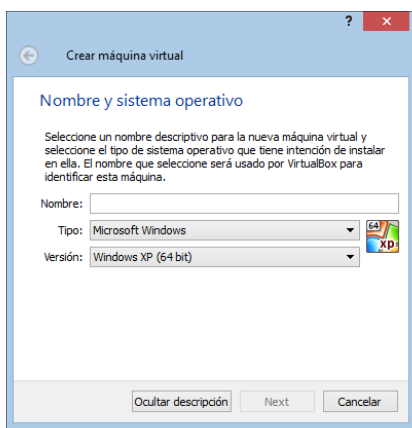 ?
Crear máquina virtual
Nombre y sistema operativo
Seleccione un nombre descriptivo para la nueva máquina virtual y
seleccione el tipo de sistema operativo que tiene intención de instalar
en ella. El nombre que seleccione será usado por VirtualBox para
identificar esta máquina.
Nombre:
Tipo: Microsoft Windows
64
xp
Versión: Windows XP (64 bit)
Ocultar descripción Next Cancelar